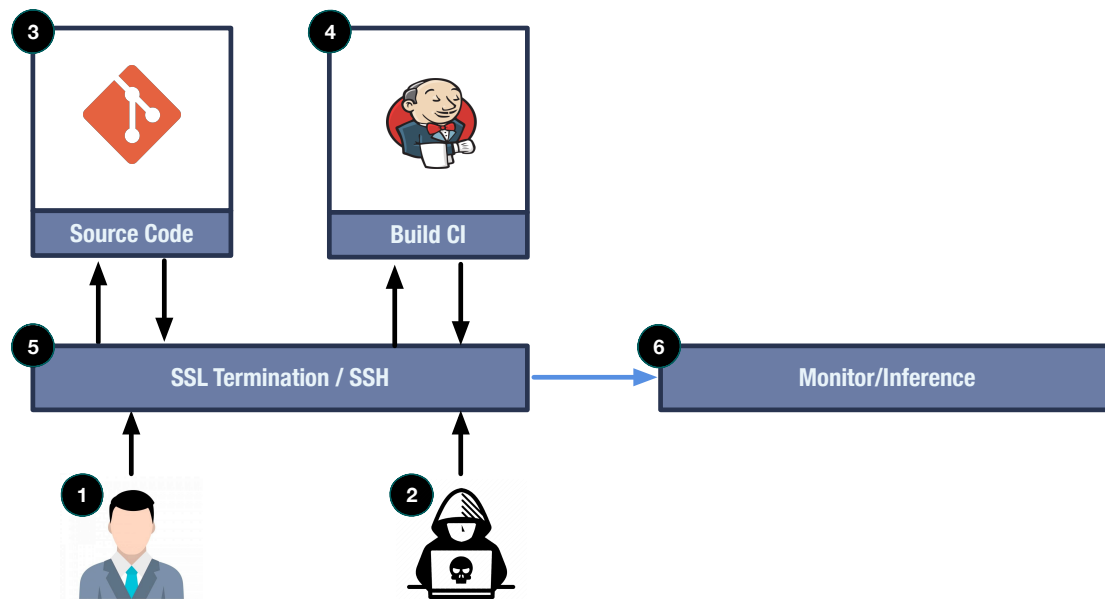 3
4
Source Code
Build CI
5
SSL Termination / SSH
6
Monitor/Inference
1
2